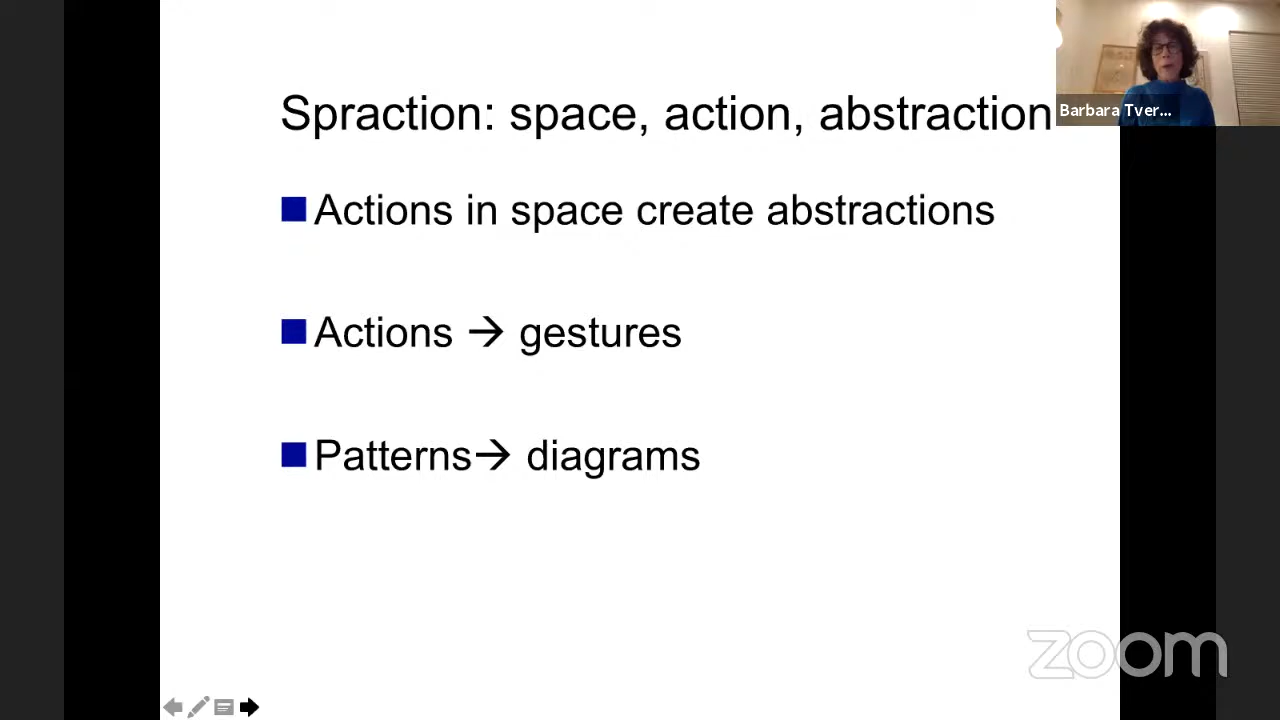 Spraction: space, action, abstraction
Barbara Tver...
Actions in space create abstractions
Actions → gestures
Patterns→ diagrams
zoom